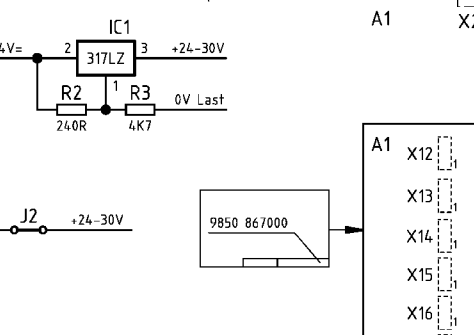 A1
X2
IC1
4V=
2
317LZ
3
+24-30V
1
R2
R3
0V Last
240R
4K7
A1
X12
1
X13
1
J2
+24-30V
9850 867000
X14
1
X15
1
X16
1